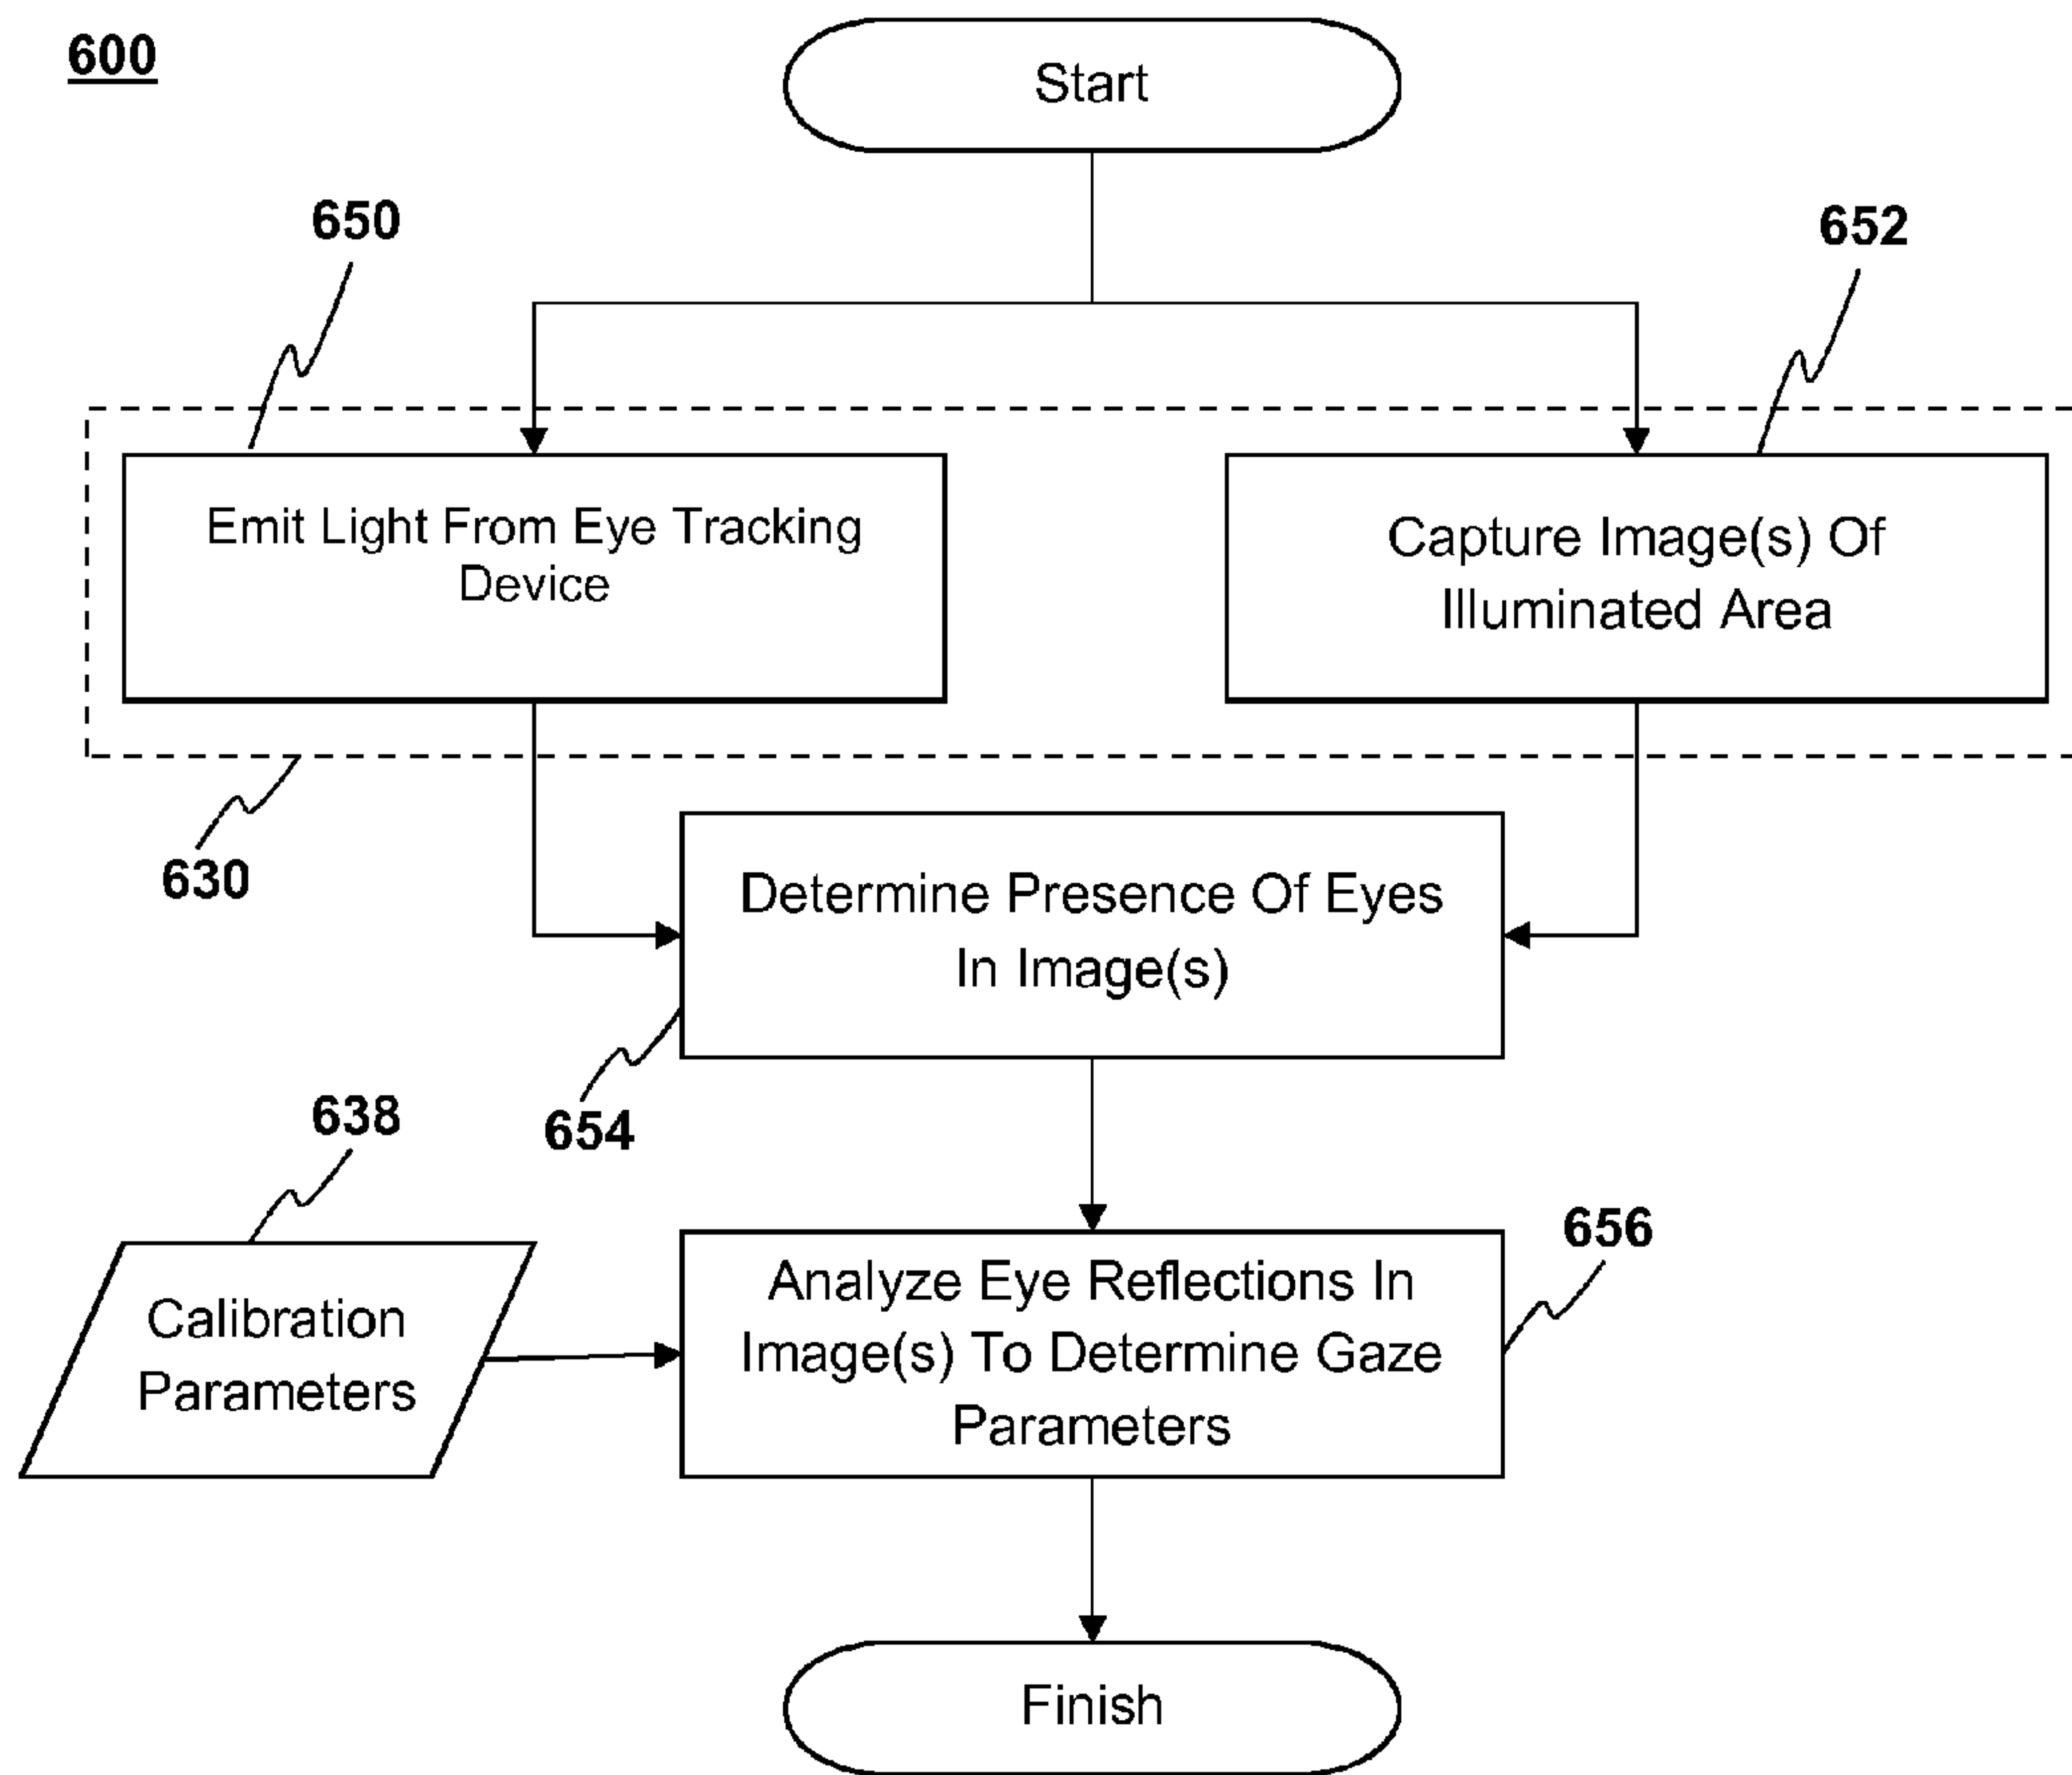 600
Start
650
652
Emit Light From Eye Tracking
Device
Capture Image(s) Of
Illuminated Area
630
Determine Presence Of Eyes
In Image(s)
638
654
656
Calibration
Parameters
Analyze Eye Reflections In
Image(s) To Determine Gaze
Parameters
Finish